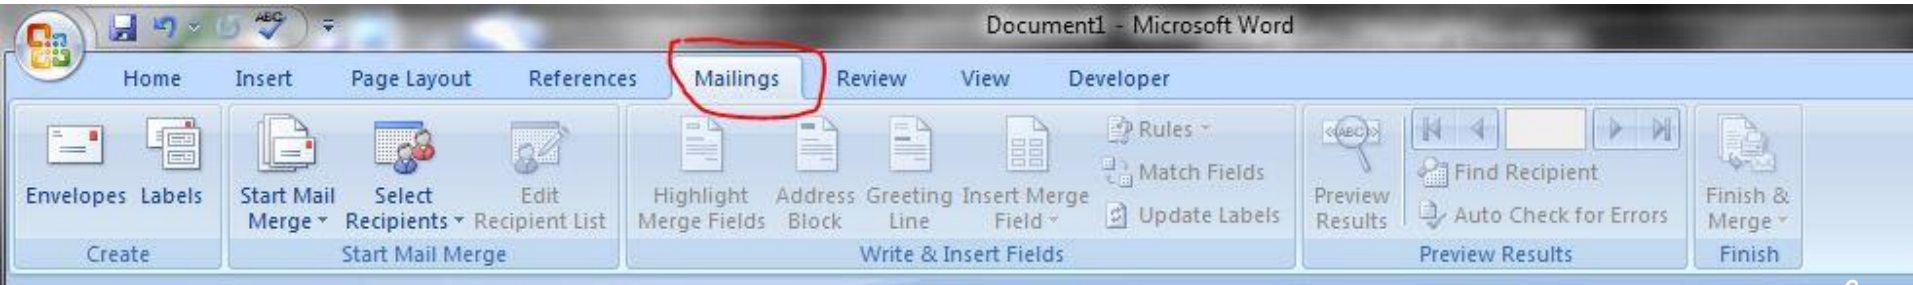 ABC
Document1 - Microsoft Word
Home Insert Page Layout References Mailings Review View Developer
Envelopes Labels Start Mail Merge Select Recipients Edit Recipient List Highlight Merge Fields Address Block Greeting Line Insert Merge Field Rules Match Fields Update Labels «ABC» Preview Results Find Recipient Auto Check for Errors Finish & Merge
Create Start Mail Merge Write & Insert Fields Preview Results Finish